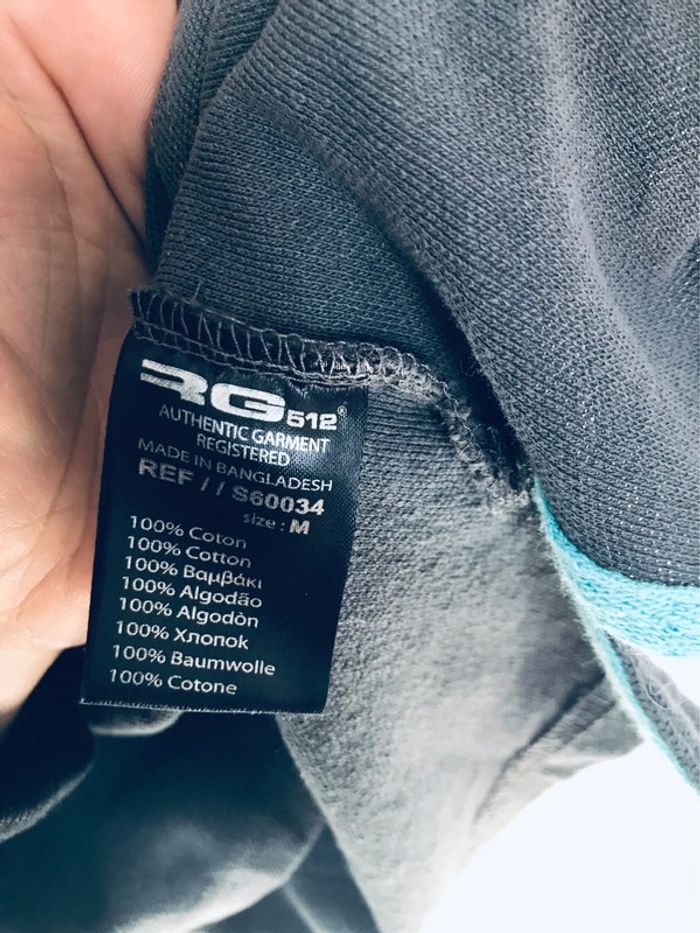 RG512®
AUTHENTIC GARMENT
REGISTERED
MADE IN BANGLADESH
REF // S60034
size : M
100% Coton
100% Cotton
100% Βαμβάκι
100% Algodão
100% Algodòn
100% Хлопок
100% Baumwolle
100% Cotone